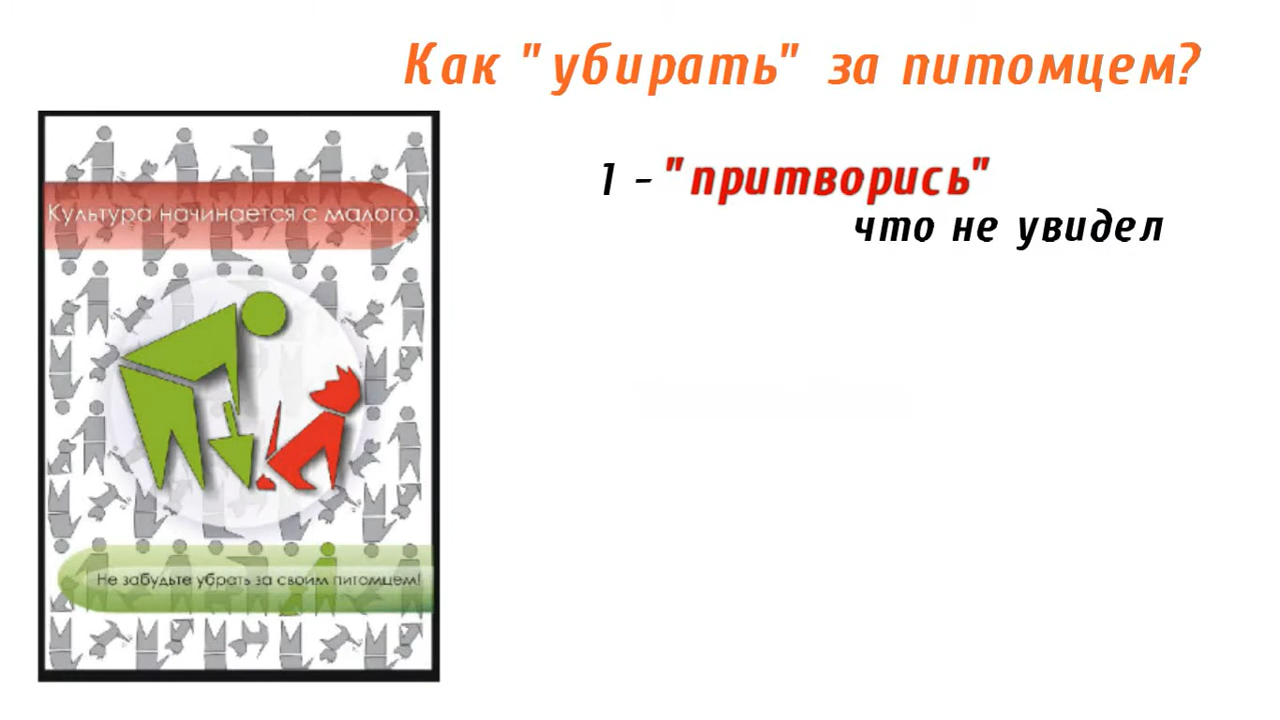 Как "убирать" за питомцем?
1 - "притворись"
что не увидел
Культура начинается с малого...
Не забудьте убрать за своим питомцем!